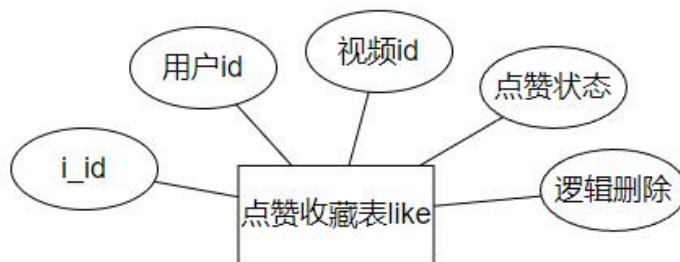 用户id
视频id
点赞状态
i_id
点赞收藏表like
逻辑删除